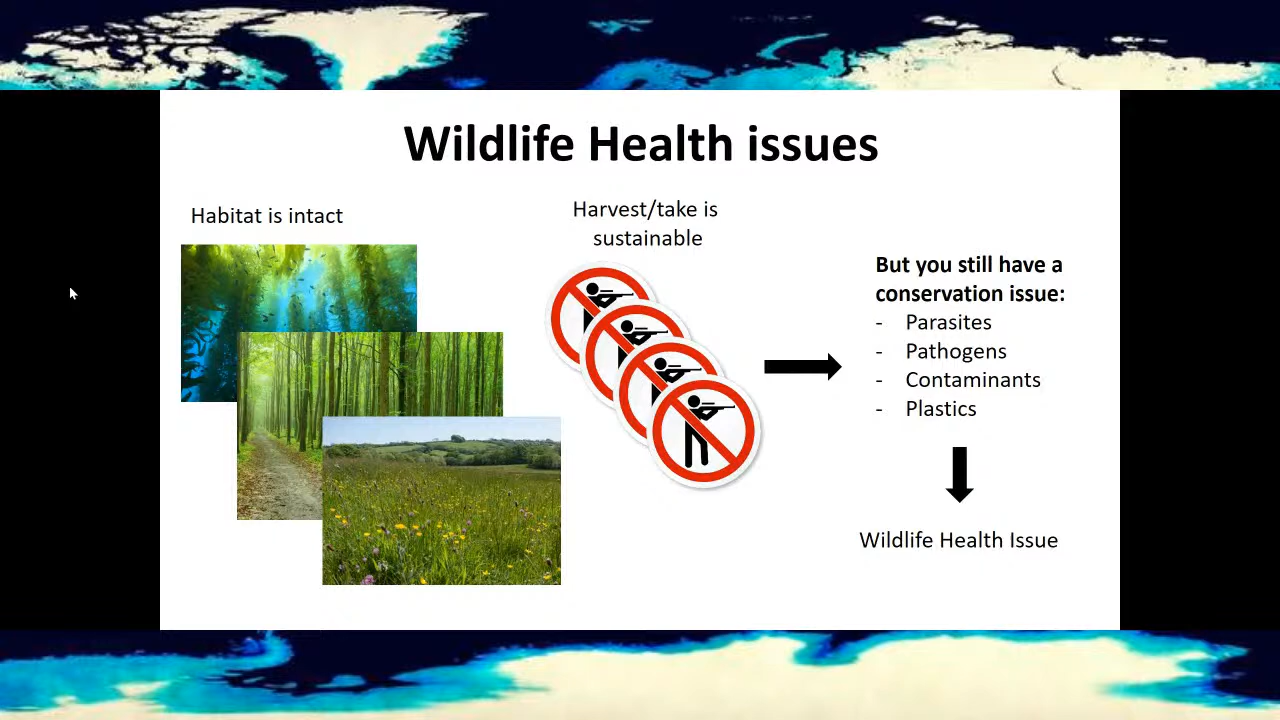 Wildlife Health issues
Habitat is intact
Harvest/take is
sustainable
But you still have a
conservation issue:
- Parasites
- Pathogens
- Contaminants
- Plastics
Wildlife Health Issue